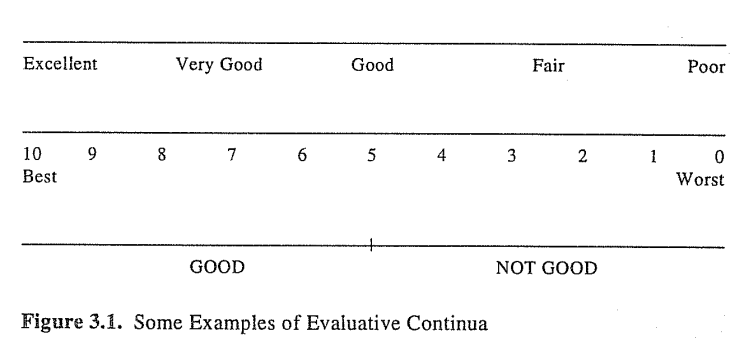 Excellent Very Good Good Fair Poor
10 9 8 7 6 5 4 3 2 1 0
Best Worst
GOOD NOT GOOD
Figure 3.1. Some Examples of Evaluative Continua